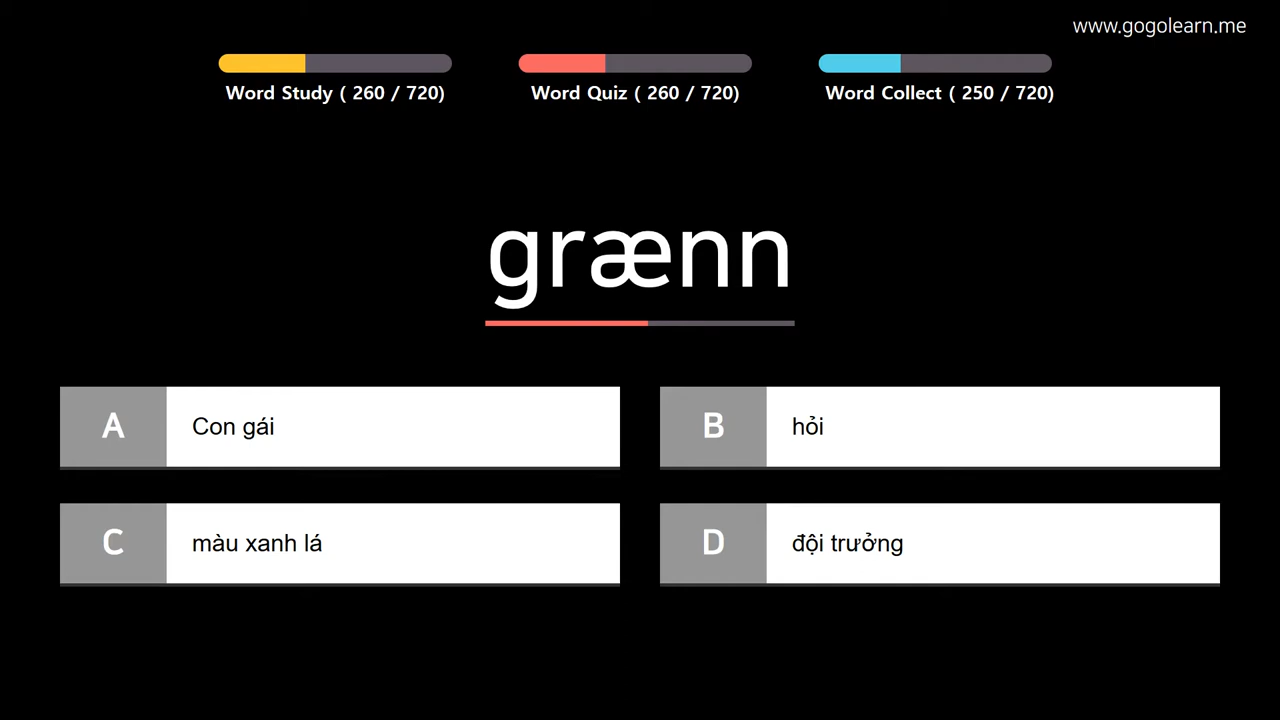 www.gogolearn.me
Word Study ( 260 / 720)
Word Quiz ( 260 / 720)
Word Collect ( 250 / 720)
grænn
A
Con gái
B
hỏi
C
màu xanh lá
D
đội trưởng